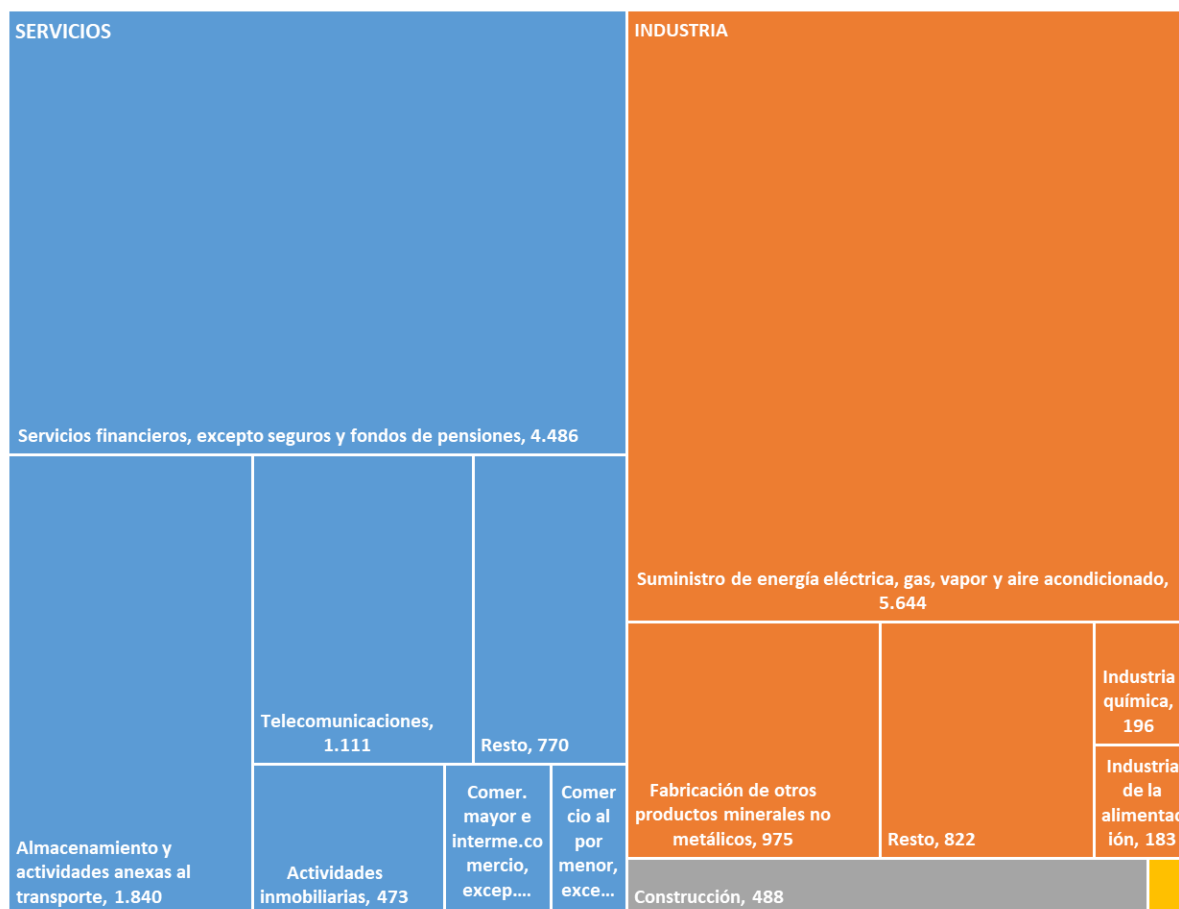 SERVICIOS
Servicios financieros, excepto seguros y fondos de pensiones, 4.486
Almacenamiento y
actividades anexas al
transporte, 1.840
Telecomunicaciones,
1.111
Resto, 770
Actividades
inmobiliarias, 473
Comer.
mayor e
interme.co
mercio,
excep....
Comer
cio al
por
menor,
exce...
INDUSTRIA
Suministro de energía eléctrica, gas, vapor y aire acondicionado,
5.644
Fabricación de otros
productos minerales no
metálicos, 975
Resto, 822
Industria
química,
196
Industria
de la
alimentac
ión, 183
Construcción, 488